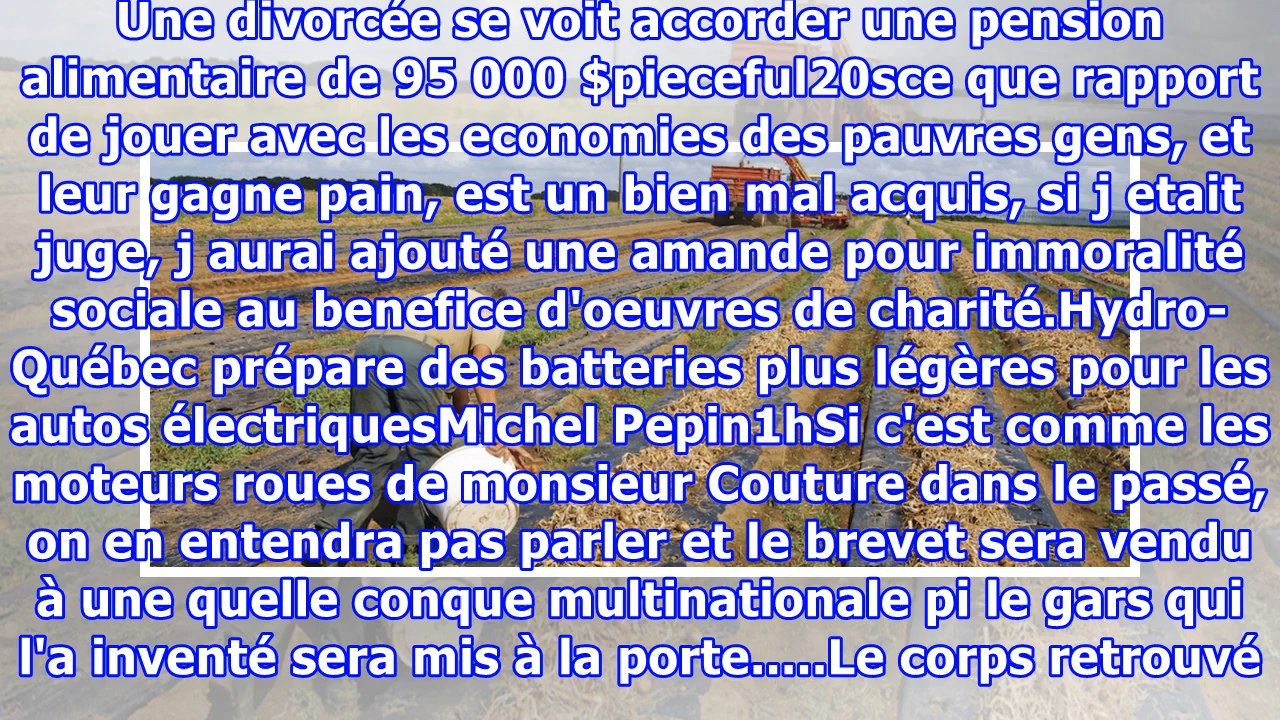 Une divorcée se voit accorder une pension
alimentaire de 95 000 $pieceful20sce que rapport
de jouer avec les economies des pauvres gens, et
leur gagne pain, est un bien mal acquis, si j etait
juge, j aurai ajouté une amande pour immoralité
sociale au benefice d'oeuvres de charité.Hydro-
Québec prépare des batteries plus légères pour les
autos électriquesMichel Pepin1hSi c'est comme les
moteurs roues de monsieur Couture dans le passé,
on en entendra pas parler et le brevet sera vendu
à une quelle conque multinationale pi le gars qui
l'a inventé sera mis à la porte.....Le corps retrouvé